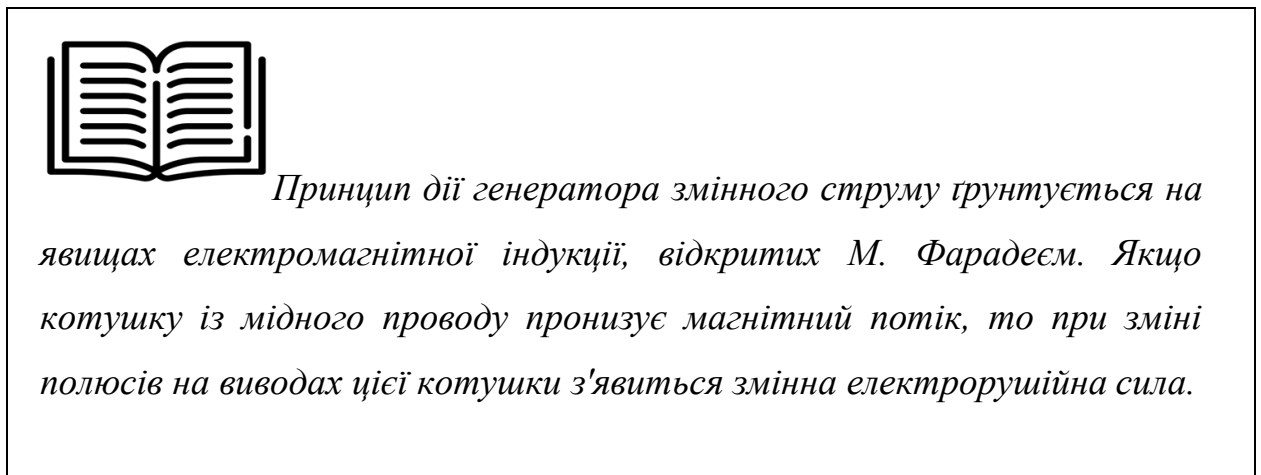 Принцип дії генератора змінного струму ґрунтується на
явищах електромагнітної індукції, відкритих М. Фарадеєм. Якщо
котушку із мідного проводу пронизує магнітний потік, то при зміні
полюсів на виводах цієї котушки з'явиться змінна електрорушійна сила.